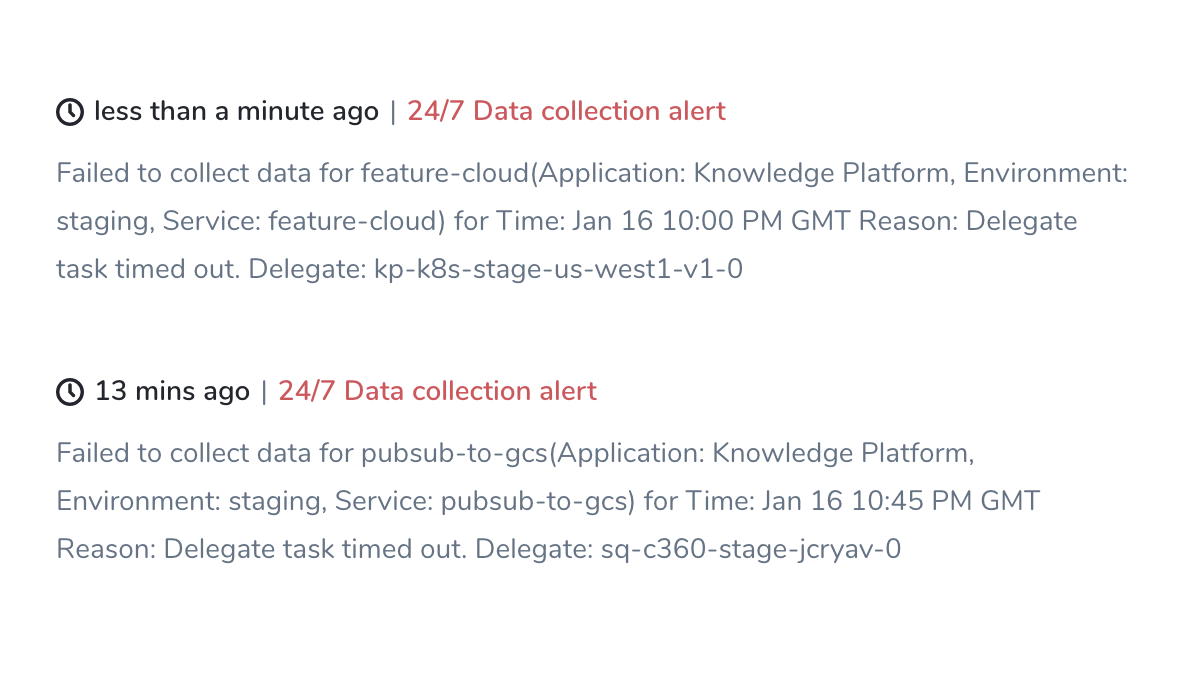 less than a minute ago | 24/7 Data collection alert
Failed to collect data for feature-cloud(Application: Knowledge Platform, Environment:
staging, Service: feature-cloud) for Time: Jan 16 10:00 PM GMT Reason: Delegate
task timed out. Delegate: kp-k8s-stage-us-west1-v1-0
13 mins ago | 24/7 Data collection alert
Failed to collect data for pubsub-to-gcs(Application: Knowledge Platform,
Environment: staging, Service: pubsub-to-gcs) for Time: Jan 16 10:45 PM GMT
Reason: Delegate task timed out. Delegate: sq-c360-stage-jcryav-0